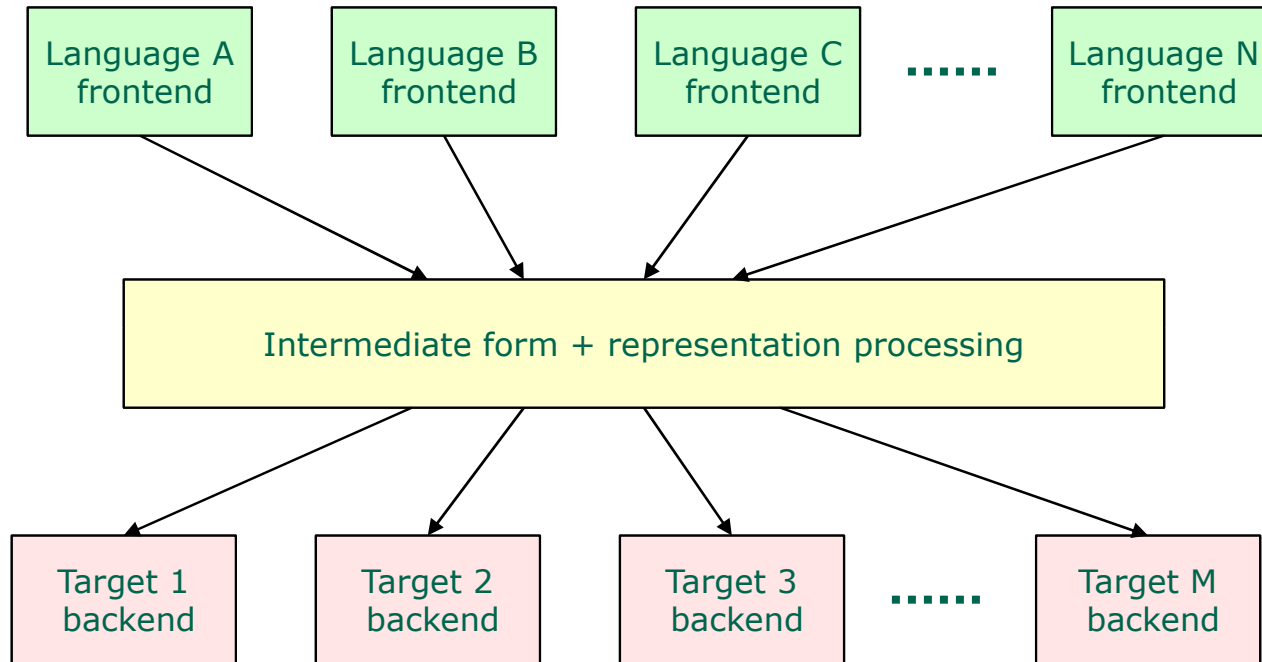 Language A
frontend
Language B
frontend
Language C
frontend
Language N
frontend
Intermediate form + representation processing
Target 1
backend
Target 2
backend
Target 3
backend
Target M
backend